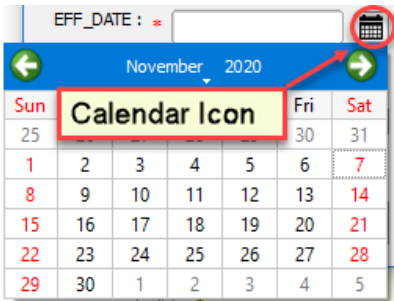 EFF_DATE : *
November 2020
Sun Fri Sat
Calendar Icon
25 30 31
1 2 3 4 5 6 7
8 9 10 11 12 13 14
15 16 17 18 19 20 21
22 23 24 25 26 27 28
29 30 1 2 3 4 5